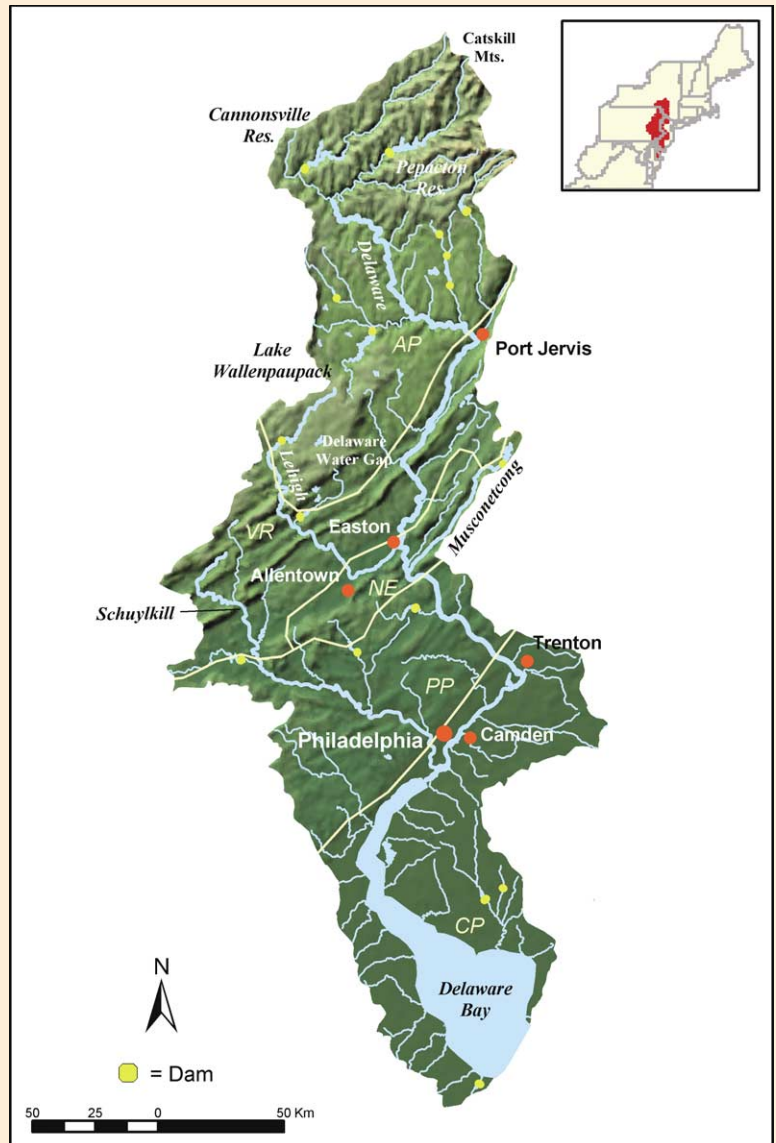 Catskill
Mts.
Cannonsville
Res.
Pepacton
Res.
Delaware
AP
Port Jervis
Lake
Wallenpaupack
Delaware
Water Gap
Lehigh
Musconetcong
VR
Easton
Allentown
NE
Schuylkill
Trenton
PP
Philadelphia
Camden
CP
Delaware
Bay
N
= Dam
50 25 0 50 Km